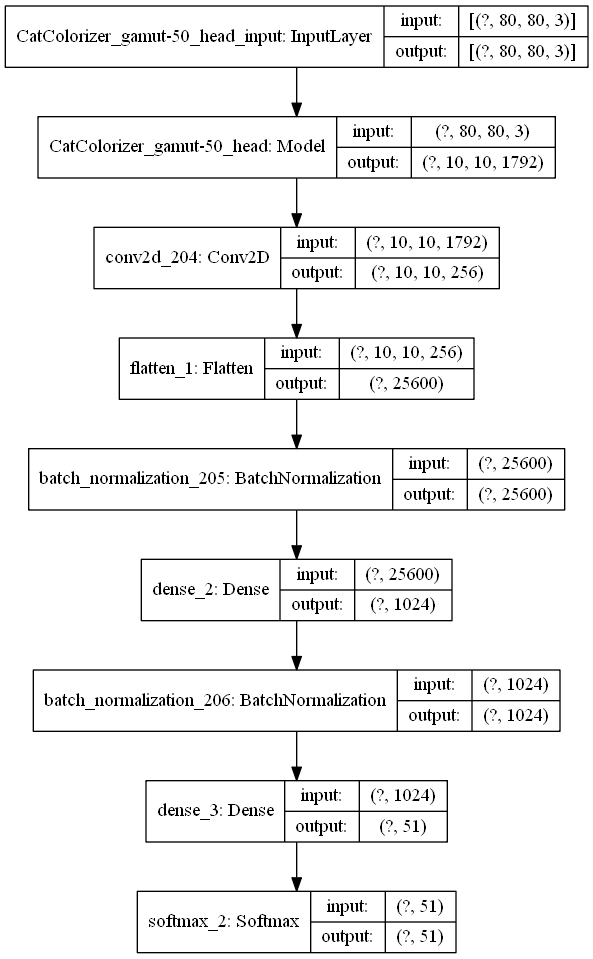 CatColorizer_gamut-50_head_input: InputLayer
input: [(?, 80, 80, 3)]
output: [(?, 80, 80, 3)]
CatColorizer_gamut-50_head: Model
input: (?, 80, 80, 3)
output: (?, 10, 10, 1792)
conv2d_204: Conv2D
input: (?, 10, 10, 1792)
output: (?, 10, 10, 256)
flatten_1: Flatten
input: (?, 10, 10, 256)
output: (?, 25600)
batch_normalization_205: BatchNormalization
input: (?, 25600)
output: (?, 25600)
dense_2: Dense
input: (?, 25600)
output: (?, 1024)
batch_normalization_206: BatchNormalization
input: (?, 1024)
output: (?, 1024)
dense_3: Dense
input: (?, 1024)
output: (?, 51)
softmax_2: Softmax
input: (?, 51)
output: (?, 51)